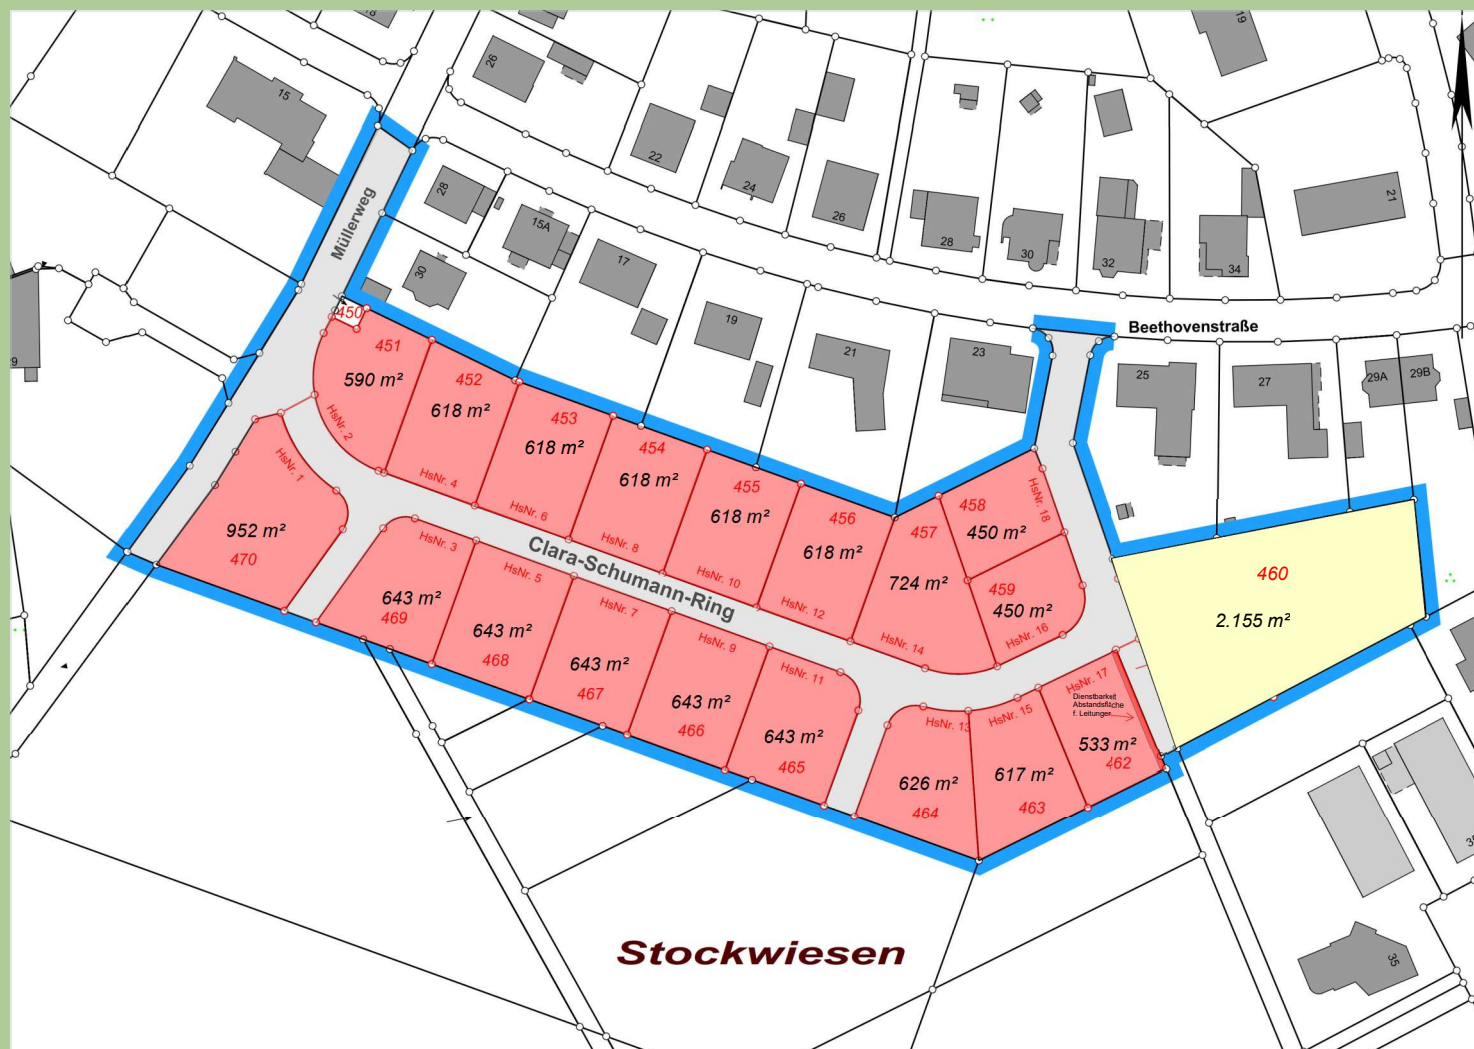 19
18
26
15
22
24
26
28
30
32
34
21
28
15A
30
17
19
21
23
25
27
29A
29B
Müllerweg
Beethovenstraße
450
451
590 m²
HsNr. 2
452
618 m²
HsNr. 4
453
618 m²
HsNr. 6
454
618 m²
HsNr. 8
455
618 m²
HsNr. 10
456
618 m²
HsNr. 12
457
724 m²
HsNr. 14
458
450 m²
HsNr. 18
459
450 m²
HsNr. 16
460
2.155 m²
HsNr. 1
952 m²
470
Clara-Schumann-Ring
HsNr. 3
643 m²
469
HsNr. 5
643 m²
468
HsNr. 7
643 m²
467
HsNr. 9
643 m²
466
HsNr. 11
643 m²
465
HsNr. 13
626 m²
464
HsNr. 15
617 m²
463
HsNr. 17
Dienstbarkeit
Abstandsfläche
f. Leitungen
533 m²
462
Stockwiesen
35